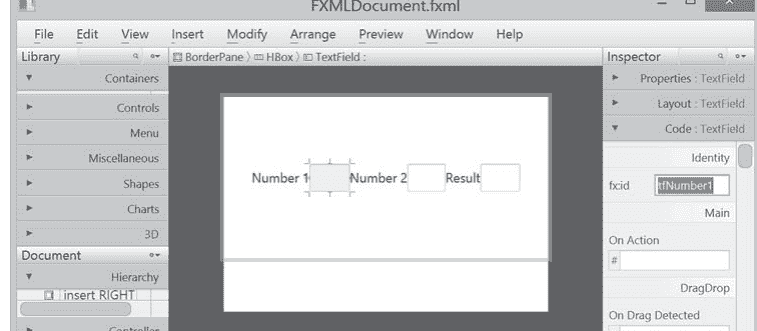 FXMLDocument.fxml
File Edit View Insert Modify Arrange Preview Window Help
Library
BorderPane 〉 HBox 〉 TextField :
Inspector
Containers
Controls
Menu
Miscellaneous
Shapes
Charts
3D
Document
Hierarchy
insert RIGHT
Controller
Number 1 Number 2 Result
Properties : TextField
Layout : TextField
Code : TextField
Identity
fx:id tfNumber1
Main
On Action
#
DragDrop
On Drag Detected